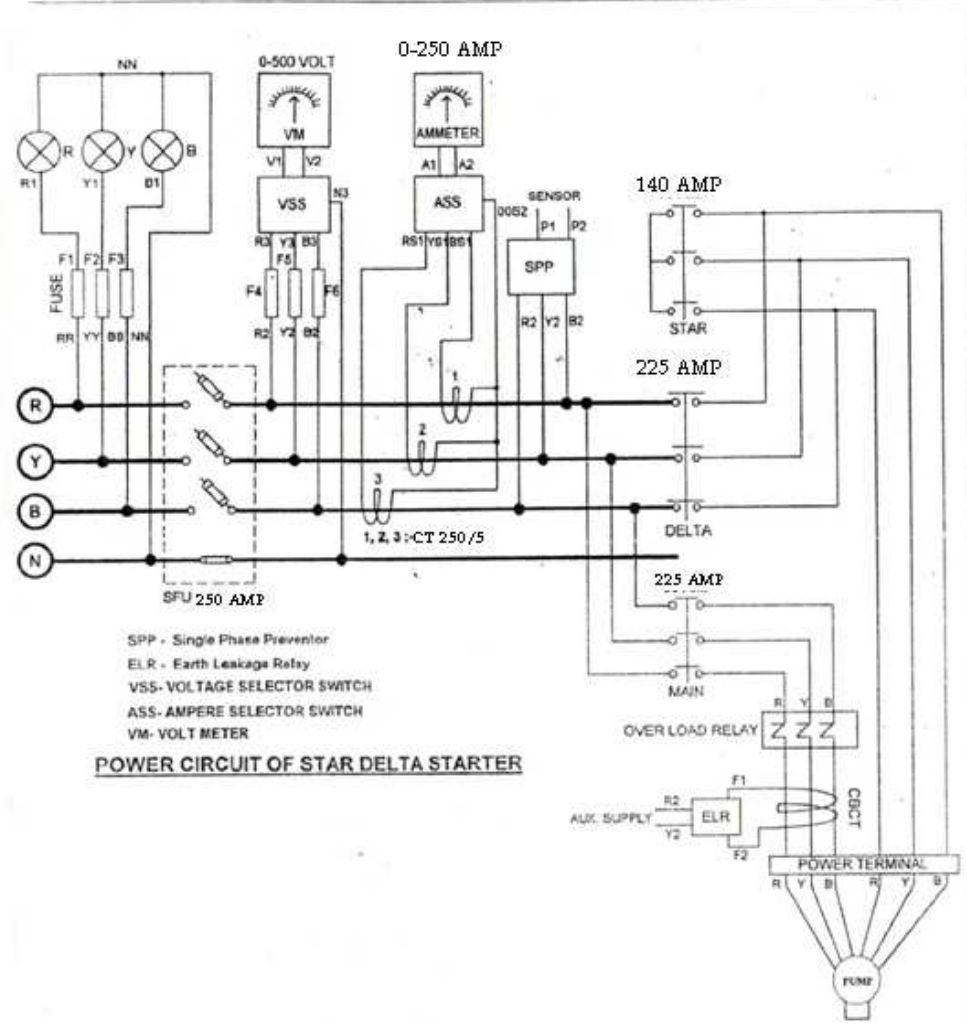 NN
0-500 VOLT
0-250 AMP
VM
AMMETER
R
Y
B
R1
Y1
B1
V1
V2
A1
A2
VSS
N3
ASS
SENSOR
P1
P2
SPP
140 AMP
STAR
R3
Y3
B3
RS1
YS1
BS1
F1
F2
F3
FUSE
F4
F5
F6
RR
YY
BB
NN
R2
Y2
B2
R2
Y2
B2
225 AMP
R
Y
B
N
1
2
3
1, 2, 3 :-CT 250/5
DELTA
SFU 250 AMP
225 AMP
MAIN
SPP - Single Phase Preventor
ELR - Earth Leakage Relay
VSS- VOLTAGE SELECTOR SWITCH
ASS- AMPERE SELECTOR SWITCH
VM- VOLT METER
POWER CIRCUIT OF STAR DELTA STARTER
R Y B
OVER LOAD RELAY
AUX. SUPPLY
R2
Y2
ELR
F1
F2
CBCT
POWER TERMINAL
R Y B R Y B
PUMP